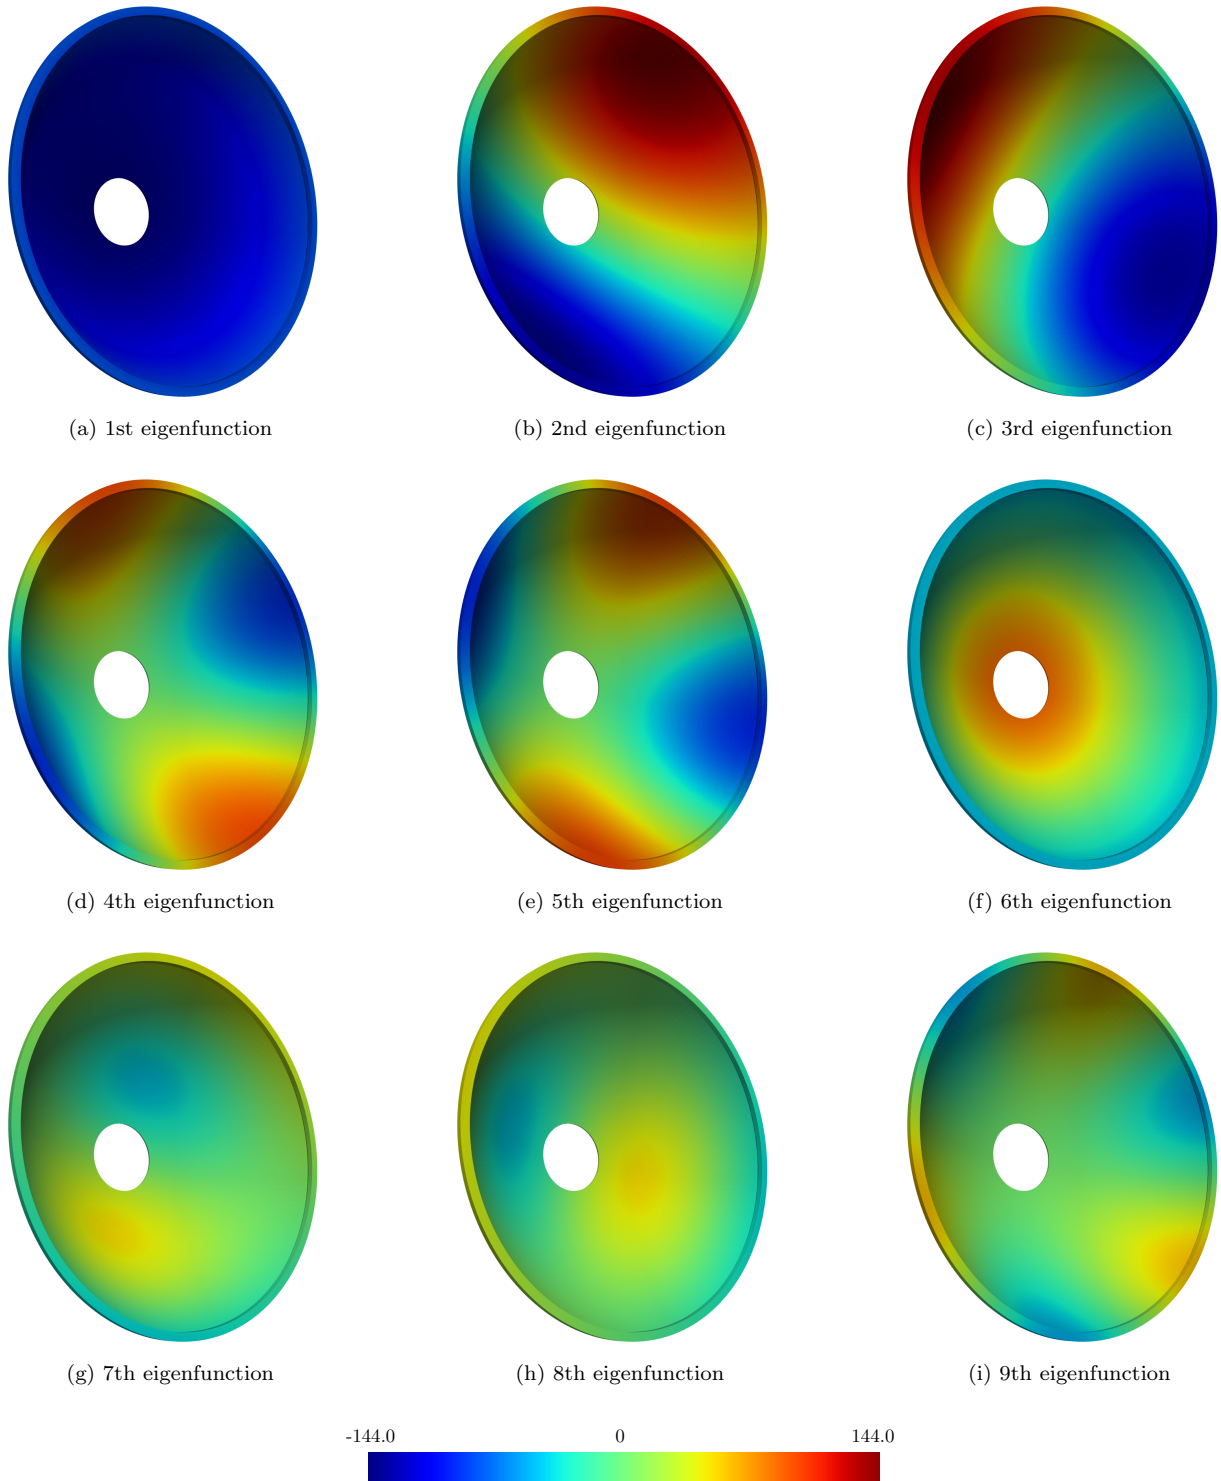 (a) 1st eigenfunction
(b) 2nd eigenfunction
(c) 3rd eigenfunction
(d) 4th eigenfunction
(e) 5th eigenfunction
(f) 6th eigenfunction
(g) 7th eigenfunction
(h) 8th eigenfunction
(i) 9th eigenfunction
-144.0 0 144.0